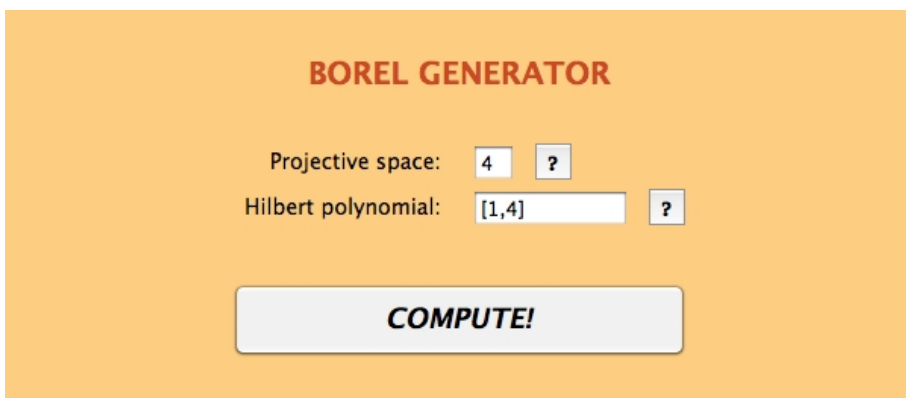 BOREL GENERATOR
Projective space: 4 ?
Hilbert polynomial: [1,4] ?
COMPUTE!